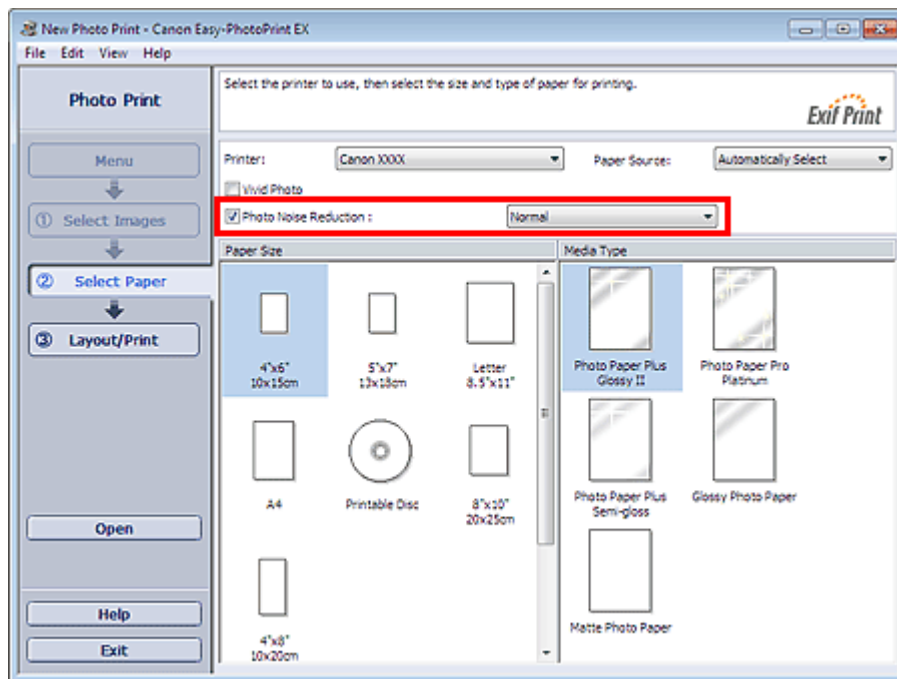 New Photo Print - Canon Easy-PhotoPrint EX
File Edit View Help
Photo Print
Select the printer to use, then select the size and type of paper for printing.
Exif Print
Menu
① Select Images
② Select Paper
③ Layout/Print
Open
Help
Exit
Printer: Canon XXXX Paper Source: Automatically Select
Vivid Photo
Photo Noise Reduction : Normal
Paper Size
4"x6"
10x15cm
5"x7"
13x18cm
Letter
8.5"x11"
A4
Printable Disc
8"x10"
20x25cm
4"x8"
10x20cm
Media Type
Photo Paper Plus
Glossy II
Photo Paper Pro
Platinum
Photo Paper Plus
Semi-gloss
Glossy Photo Paper
Matte Photo Paper